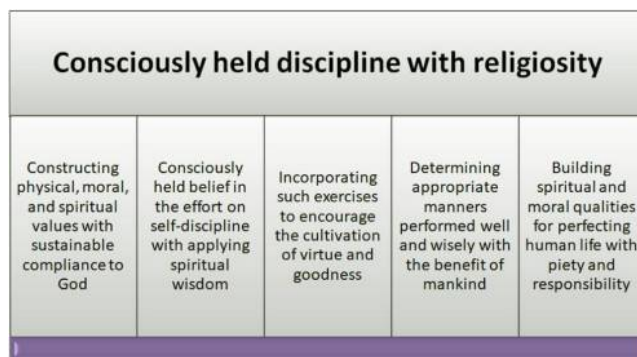 Consciously held discipline with religiosity
Constructing
physical, moral,
and spiritual
values with
sustainable
compliance to
God
Consciously
held belief in
the effort on
self-discipline
with applying
spiritual
wisdom
Incorporating
such exercises
to encourage
the cultivation
of virtue and
goodness
Determining
appropriate
manners
performed well
and wisely with
the benefit of
mankind
Building
spiritual and
moral qualities
for perfecting
human life with
piety and
responsibility